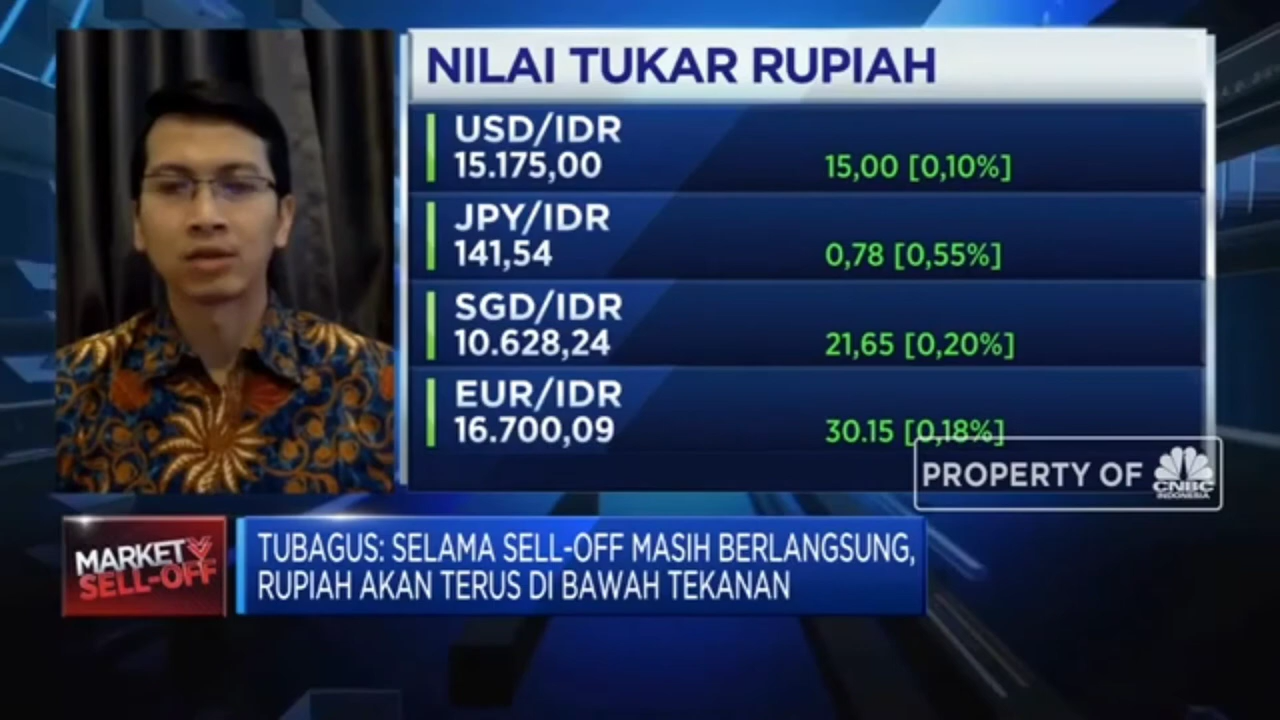 NILAI TUKAR RUPIAH
USD/IDR
15.175,00 15,00 [0,10%]
JPY/IDR
141,54 0,78 [0,55%]
SGD/IDR
10.628,24 21,65 [0,20%]
EUR/IDR
16.700,09 30.15 [0,18%]
PROPERTY OF CNBC INDONESIA
MARKET
SELL-OFF
TUBAGUS: SELAMA SELL-OFF MASIH BERLANGSUNG,
RUPIAH AKAN TERUS DI BAWAH TEKANAN